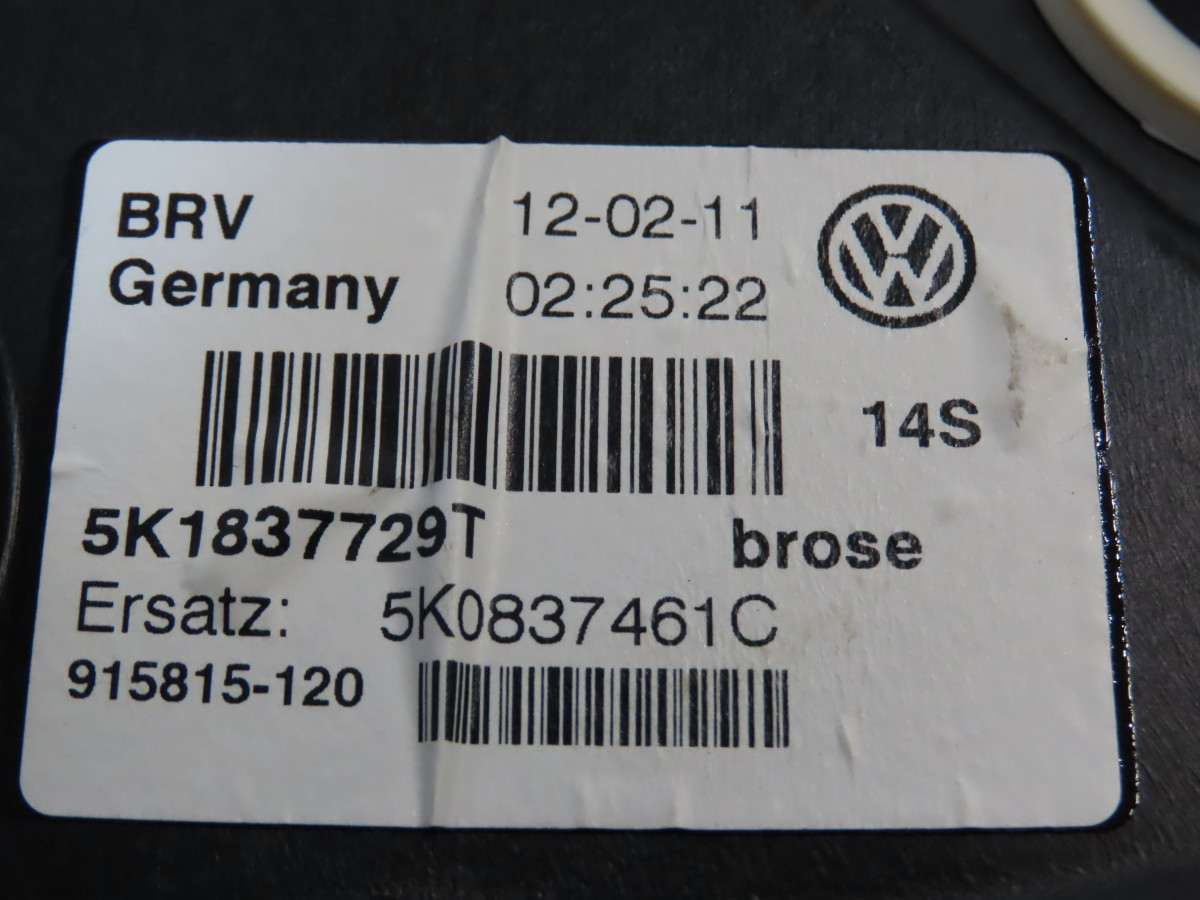 BRV 12-02-11
Germany 02:25:22
14S
5K1837729T brose
Ersatz: 5K0837461C
915815-120